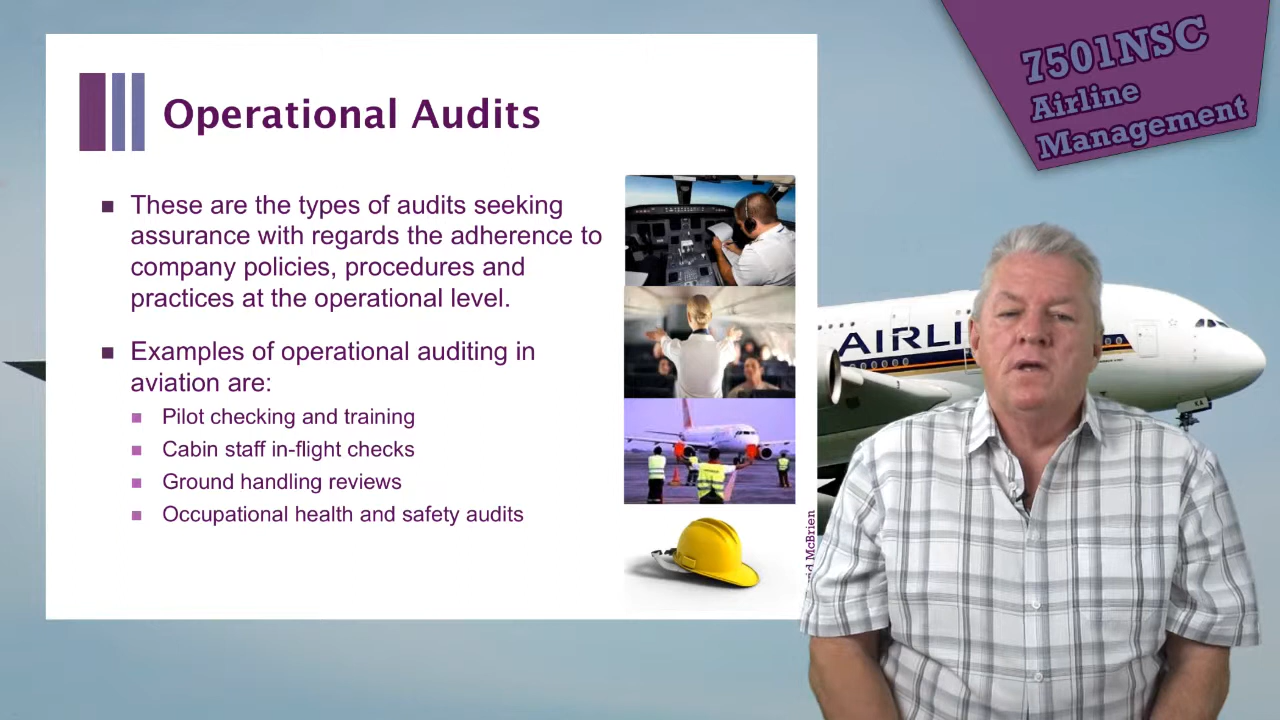 7501NSC
Airline
Management
Operational Audits
These are the types of audits seeking
assurance with regards the adherence to
company policies, procedures and
practices at the operational level.
Examples of operational auditing in
aviation are:
Pilot checking and training
Cabin staff in-flight checks
Ground handling reviews
Occupational health and safety audits
AIRLI
McBrien